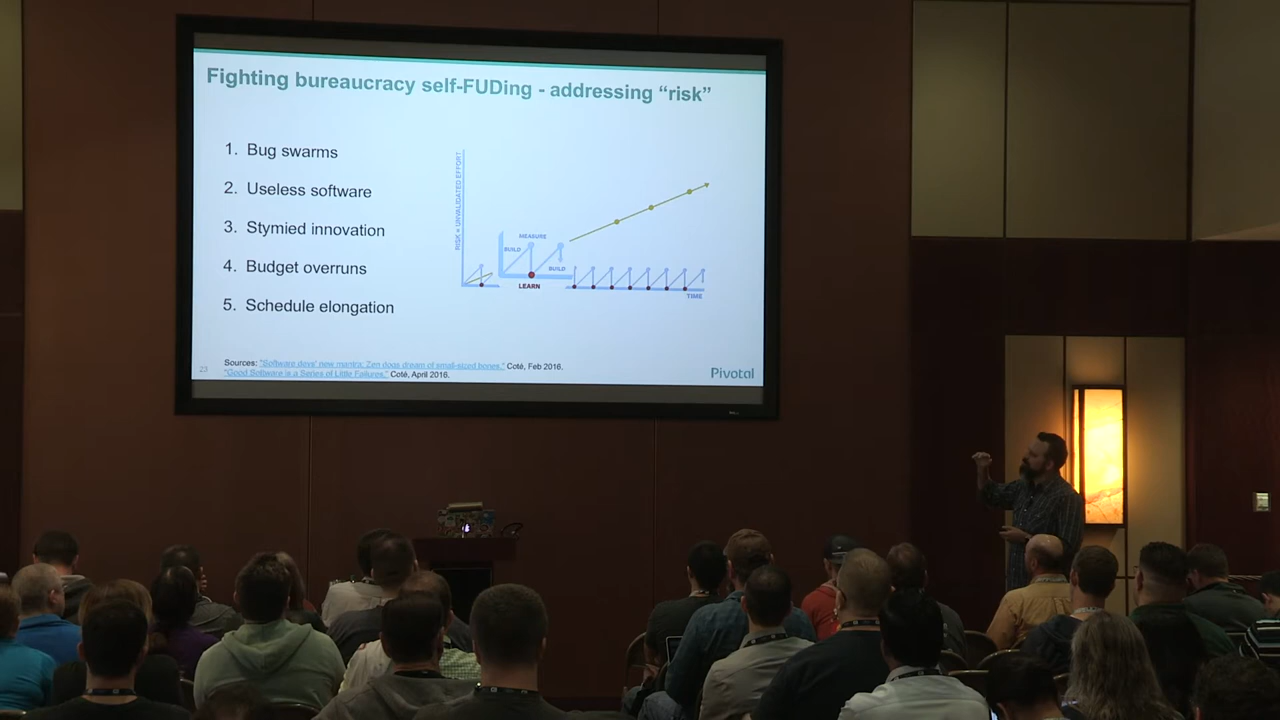 Fighting bureaucracy self-FUDing - addressing “risk”
1. Bug swarms
2. Useless software
3. Stymied innovation
4. Budget overruns
5. Schedule elongation
RISK = UNVALIDATED EFFORT
MEASURE
BUILD
BUILD
LEARN
TIME
Sources: "Software devs' new mantra: Zen dogs dream of small-sized bones," Coté, Feb 2016.
"Good Software is a Series of Little Failures," Coté, April 2016.
23
Pivotal